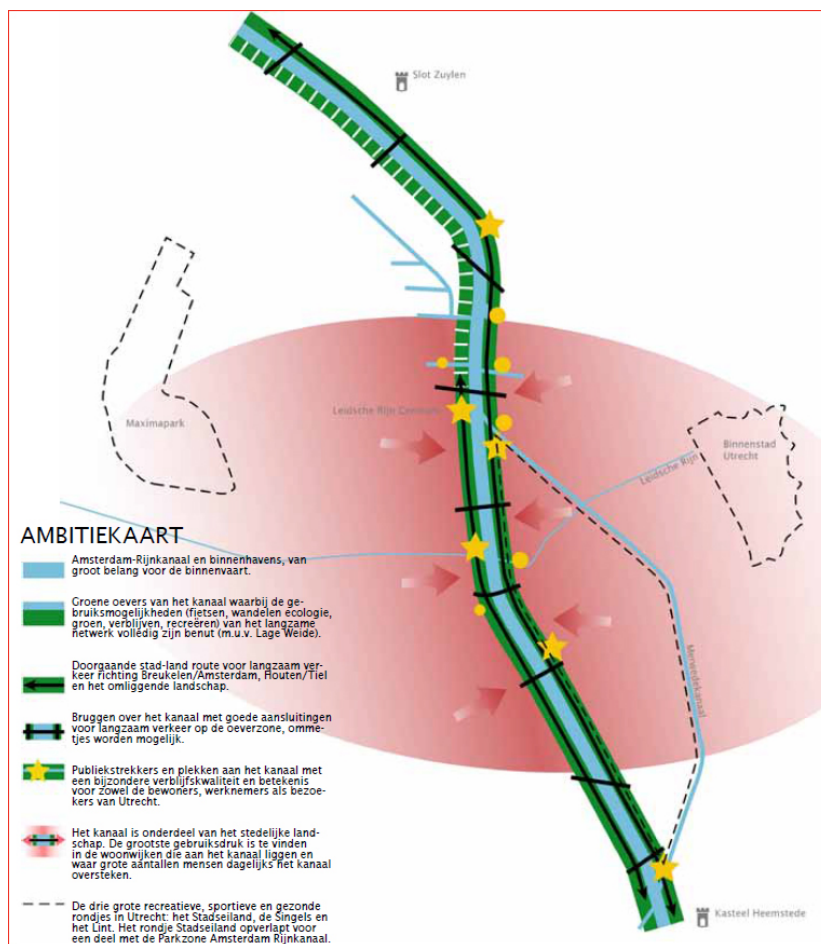 Slot Zuylen
Leidsche Rijn Centrum
Maximapark
Binnenstad
Utrecht
Leidsche Rijn
Merwedekanaal
AMBITIEKAART
Amsterdam-Rijnkanaal en binnenhavens, van
groot belang voor de binnenvaart.
Groene oevers van het kanaal waarbij de ge-
bruiksmogelijkheden (fietsen, wandelen ecologie,
groen, verblijven, recreëren) van het langzame
netwerk volledig zijn benut (m.u.v. Lage Weide).
Doorgaande stad-land route voor langzaam ver-
keer richting Breukelen/Amsterdam, Houten/Tiel
en het omliggende landschap.
Bruggen over het kanaal met goede aansluitingen
voor langzaam verkeer op de oeverzone, omme-
tjes worden mogelijk.
Publiekstrekkers en plekken aan het kanaal met
een bijzondere verblijfskwaliteit en betekenis
voor zowel de bewoners, werknemers als bezoe-
kers van Utrecht.
Het kanaal is onderdeel van het stedelijke land-
schap. De grootste gebruiksdruk is te vinden
in de woonwijken die aan het kanaal liggen en
waar grote aantallen mensen dagelijks het kanaal
oversteken.
De drie grote recreatieve, sportieve en gezonde
rondjes in Utrecht: het Stadseiland, de Singels en
het Lint. Het rondje Stadseiland opverlapt voor
een deel met de Parkzone Amsterdam Rijnkanaal.
Kasteel Heemstede